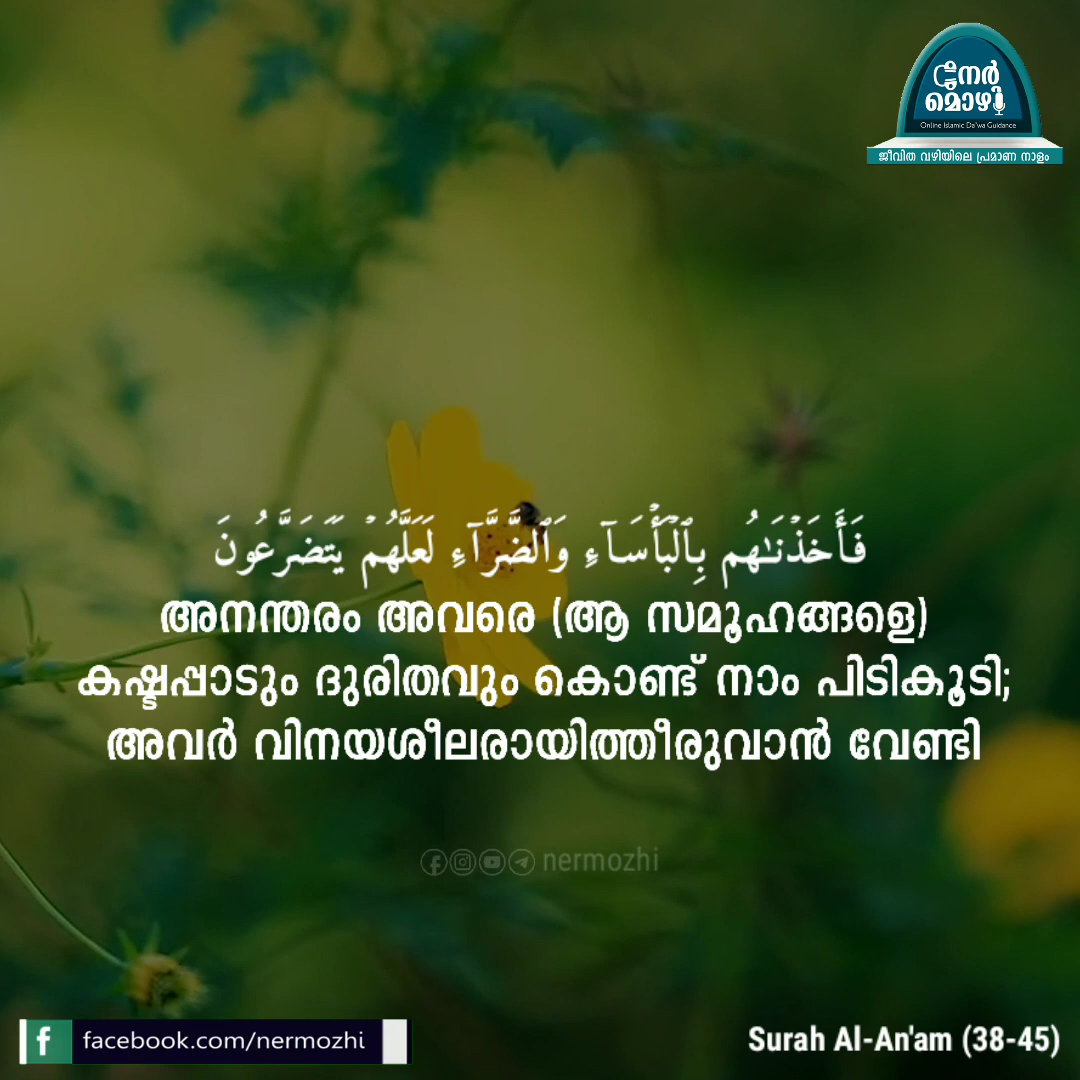 നേർ
മൊഴി
Online Islamic Da'wa Guidance
ജീവിത വഴിയിലെ പ്രമാണ നാളം
فَأَخَذْنَـٰهُم بِٱلْبَأْسَآءِ وَٱلضَّرَّآءِ لَعَلَّهُمْ يَتَضَرَّعُونَ
അനന്തരം അവരെ (ആ സമൂഹങ്ങളെ)
കഷ്ടപ്പാടും ദുരിതവും കൊണ്ട് നാം പിടികൂടി;
അവർ വിനയശീലരായിത്തീരുവാൻ വേണ്ടി
nermozhi
facebook.com/nermozhi
Surah Al-An'am (38-45)